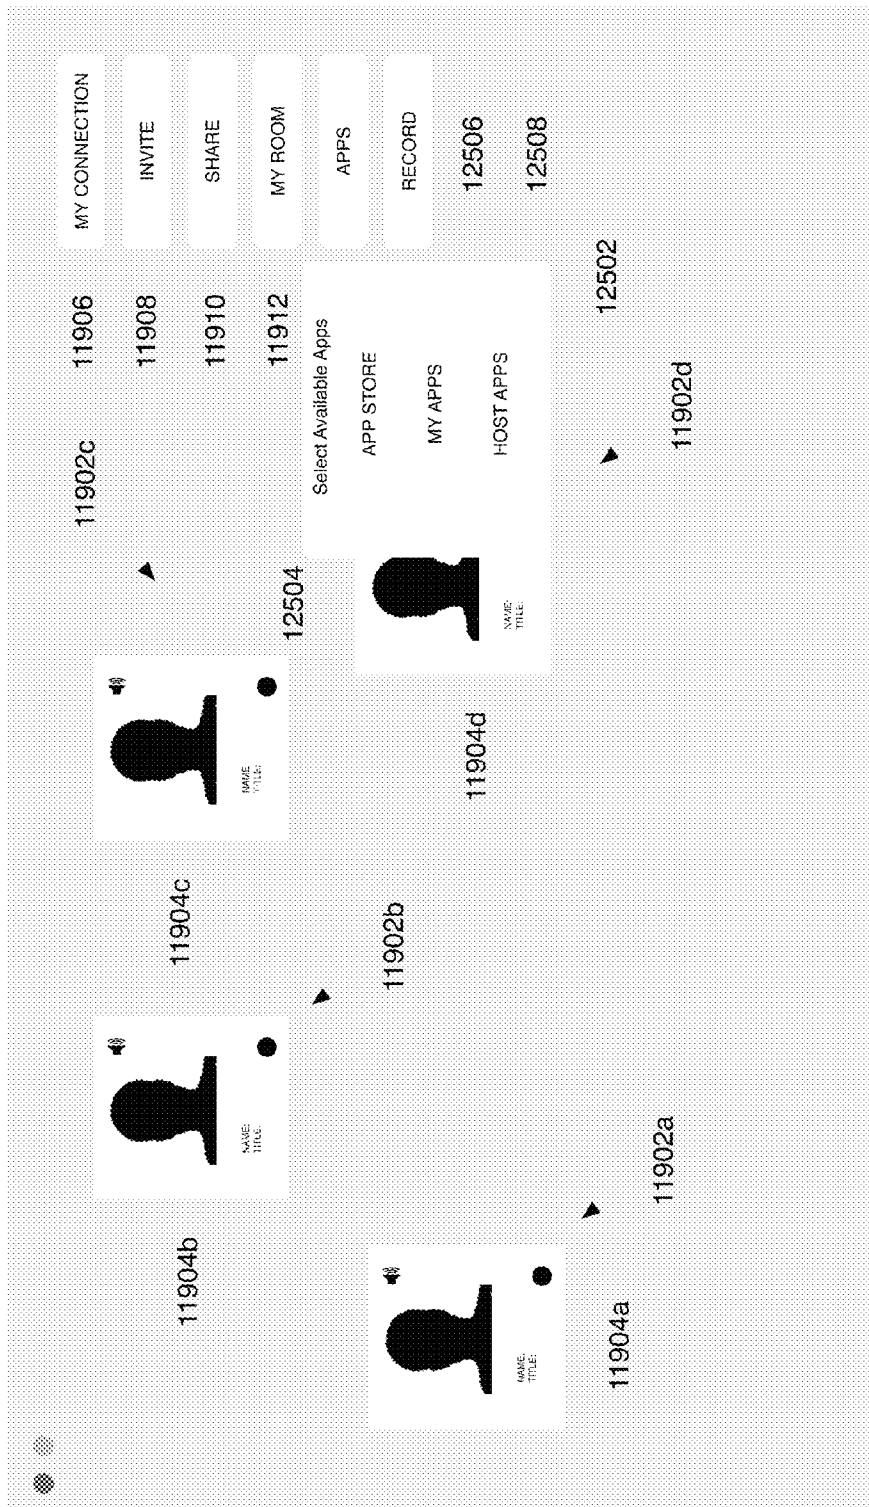 MY CONNECTION
11902c
11906
INVITE
11908
11904b
11904c
SHARE
11910
NAME:
TITLE:
NAME:
TITLE:
MY ROOM
11912
12504
Select Available Apps
APPS
APP STORE
11902b
RECORD
MY APPS
11904d
12506
HOST APPS
NAME:
TITLE:
NAME:
TITLE:
12508
12502
11904a
11902a
11902d